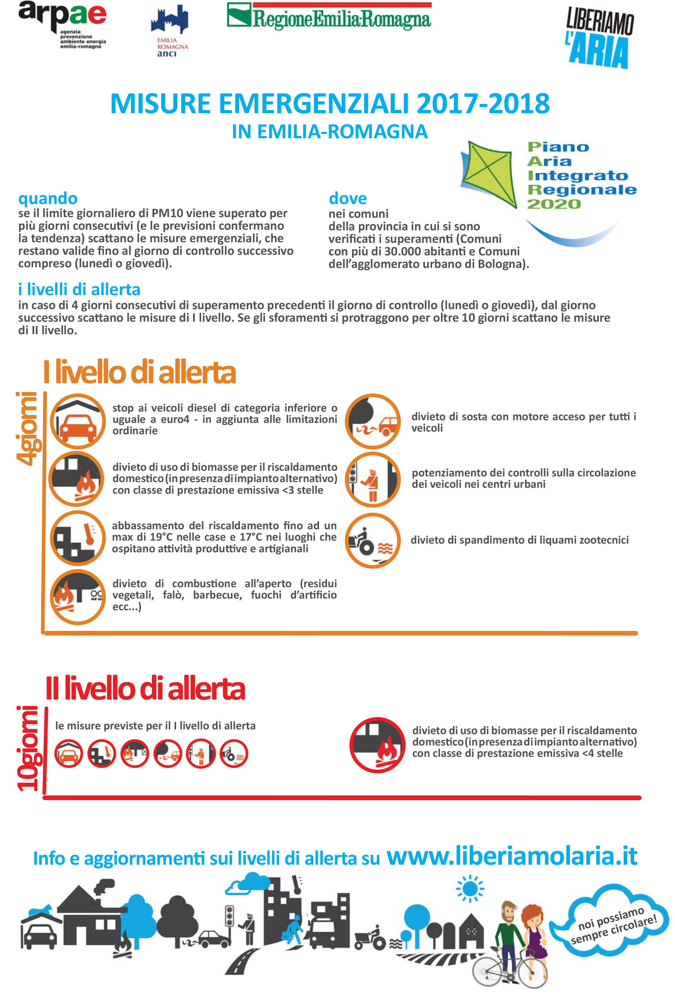 arpae
agenzia
prevenzione
ambiente energia
emilia-romagna
EMILIA
ROMAGNA
anci
RegioneEmilia-Romagna
LIBERIAMO
L'ARIA
MISURE EMERGENZIALI 2017-2018
IN EMILIA-ROMAGNA
Piano
Aria
Integrato
Regionale
2020
quando
se il limite giornaliero di PM10 viene superato per
più giorni consecutivi (e le previsioni confermano
la tendenza) scattano le misure emergenziali, che
restano valide fino al giorno di controllo successivo
compreso (lunedì o giovedì).
dove
nei comuni
della provincia in cui si sono
verificati i superamenti (Comuni
con più di 30.000 abitanti e Comuni
dell'agglomerato urbano di Bologna).
i livelli di allerta
in caso di 4 giorni consecutivi di superamento precedenti il giorno di controllo (lunedì o giovedì), dal giorno
successivo scattano le misure di I livello. Se gli sforamenti si protraggono per oltre 10 giorni scattano le misure
di II livello.
I livello di allerta
4giorni
stop ai veicoli diesel di categoria inferiore o
uguale a euro4 - in aggiunta alle limitazioni
ordinarie
divieto di uso di biomasse per il riscaldamento
domestico (in presenza di impianto alternativo)
con classe di prestazione emissiva <3 stelle
abbassamento del riscaldamento fino ad un
max di 19°C nelle case e 17°C nei luoghi che
ospitano attività produttive e artigianali
divieto di combustione all'aperto (residui
vegetali, falò, barbecue, fuochi d'artificio
ecc...)
divieto di sosta con motore acceso per tutti i
veicoli
potenziamento dei controlli sulla circolazione
dei veicoli nei centri urbani
divieto di spandimento di liquami zootecnici
II livello di allerta
10giorni
le misure previste per il I livello di allerta
divieto di uso di biomasse per il riscaldamento
domestico (in presenza di impianto alternativo)
con classe di prestazione emissiva <4 stelle
Info e aggiornamenti sui livelli di allerta su www.liberiamolaria.it
noi possiamo
sempre circolare!